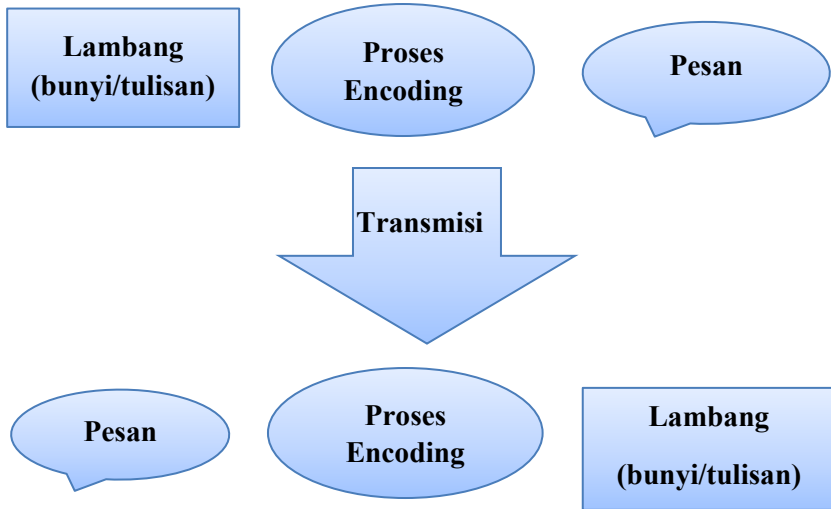 Lambang
(bunyi/tulisan)
Proses
Encoding
Pesan
Transmisi
Pesan
Proses
Encoding
Lambang
(bunyi/tulisan)